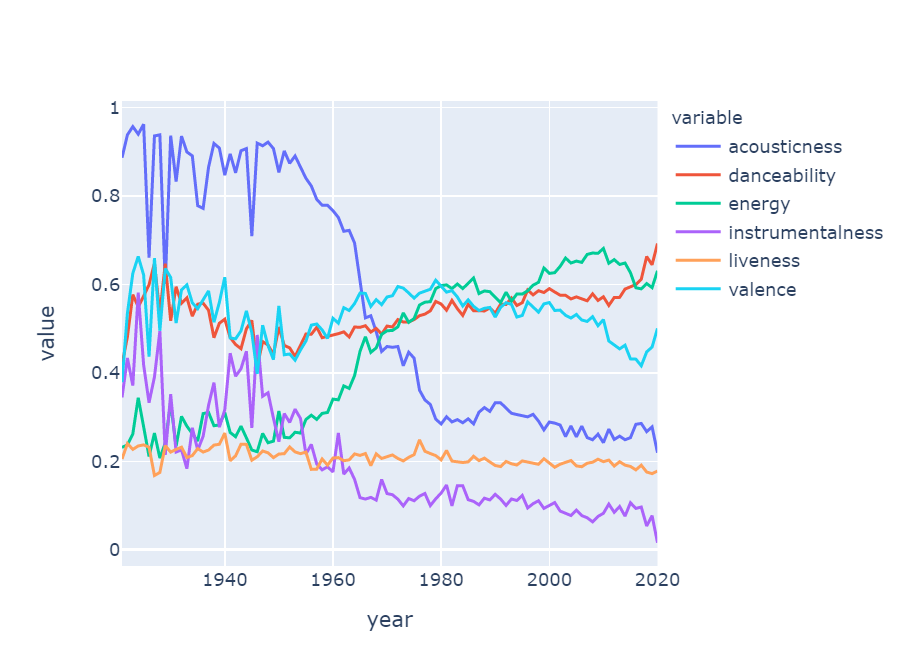 variable
acousticness
danceability
energy
instrumentalness
liveness
valence
1
0.8
0.6
0.4
0.2
0
value
1940 1960 1980 2000 2020
year